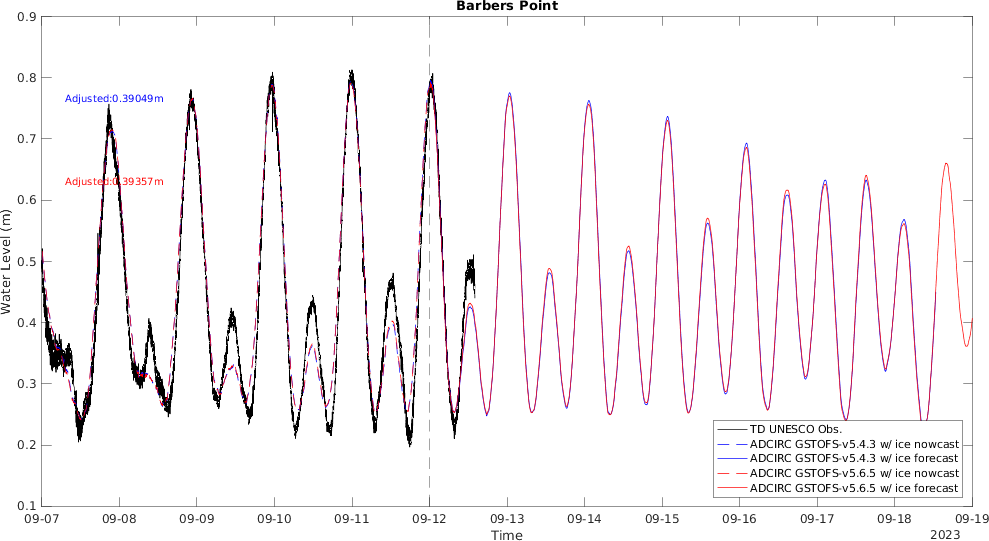 Barbers Point
0.9
0.8
0.7
0.6
0.5
0.4
0.3
0.2
0.1
Water Level (m)
Adjusted:0.39049m
Adjusted:0.39357m
TD UNESCO Obs.
ADCIRC GSTOFS-v5.4.3 w/ ice nowcast
ADCIRC GSTOFS-v5.4.3 w/ ice forecast
ADCIRC GSTOFS-v5.6.5 w/ ice nowcast
ADCIRC GSTOFS-v5.6.5 w/ ice forecast
09-07 09-08 09-09 09-10 09-11 09-12 09-13 09-14 09-15 09-16 09-17 09-18 09-19
Time
2023